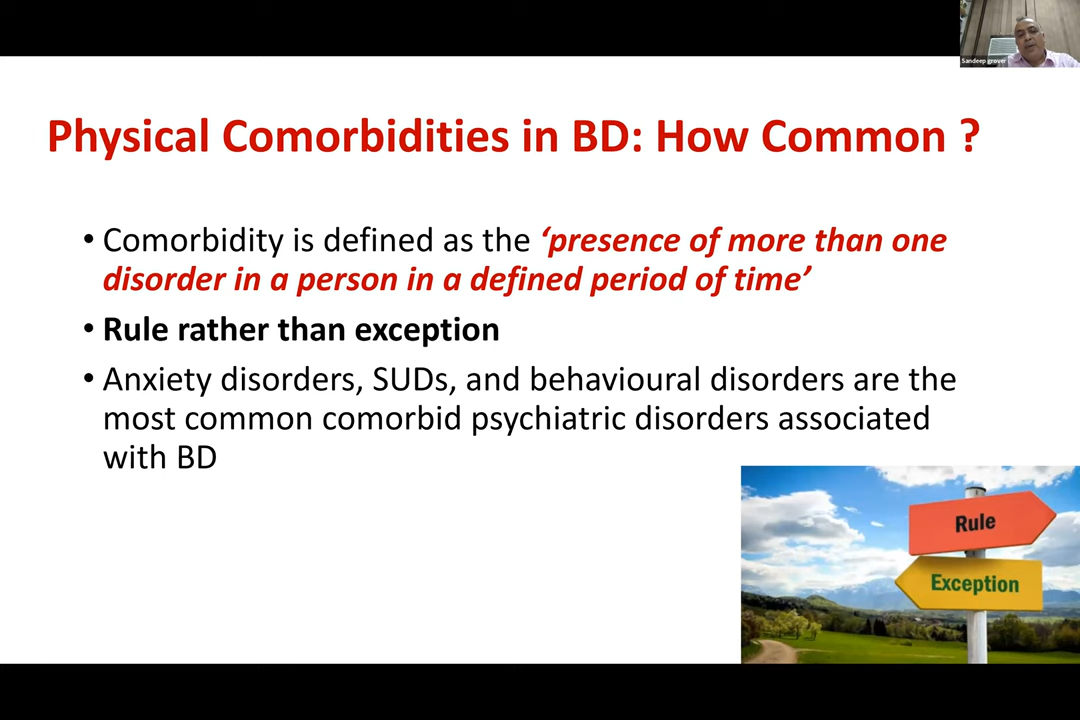 Sandeep grover
Physical Comorbidities in BD: How Common ?
• Comorbidity is defined as the ‘presence of more than one
disorder in a person in a defined period of time’
• Rule rather than exception
• Anxiety disorders, SUDs, and behavioural disorders are the
most common comorbid psychiatric disorders associated
with BD
Rule
Exception